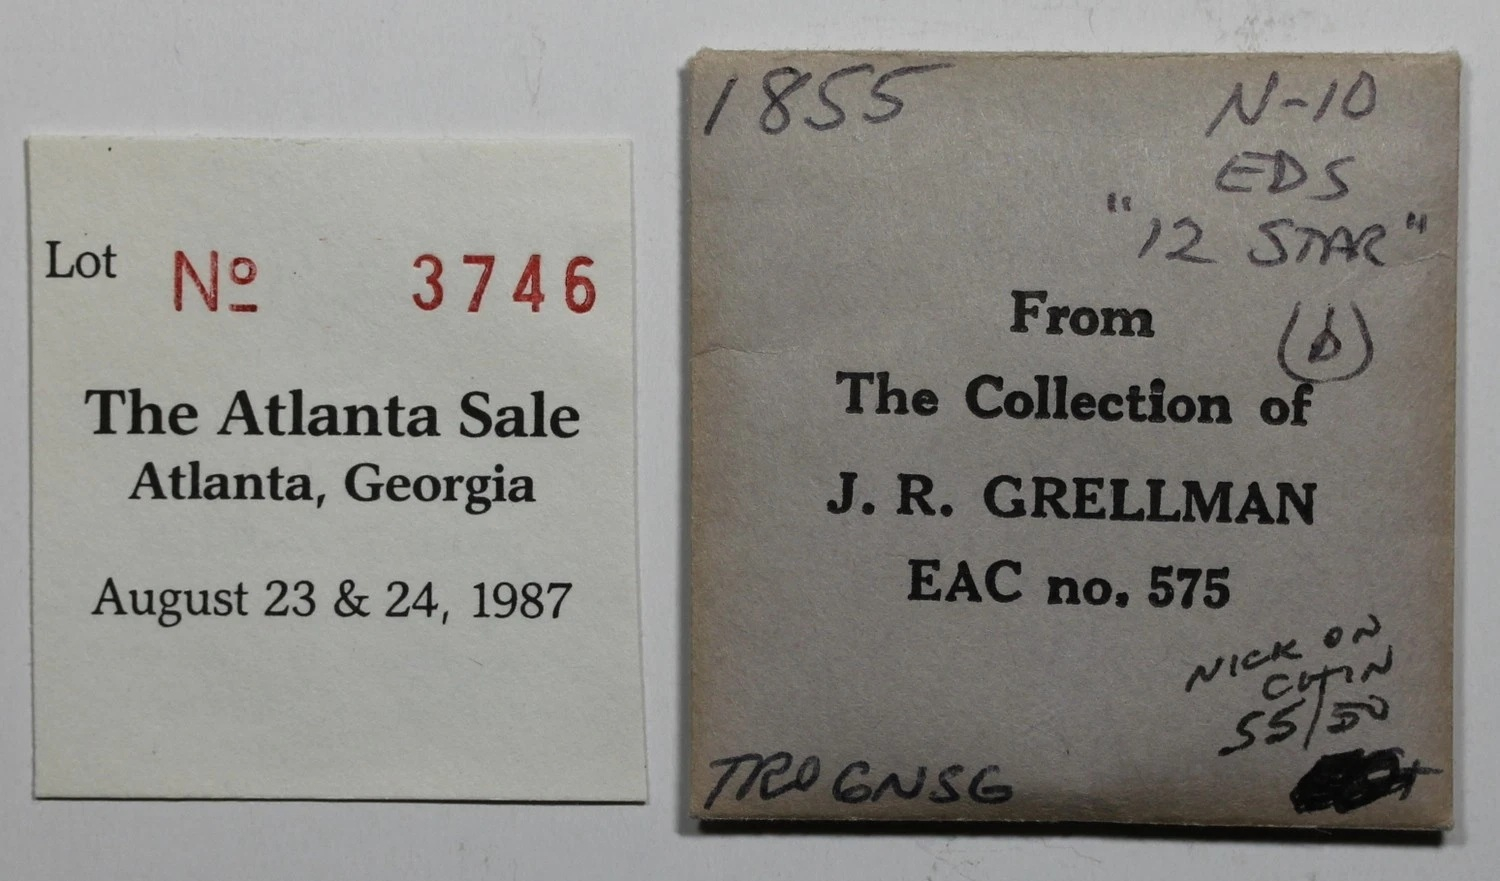 Lot Nº 3746
The Atlanta Sale
Atlanta, Georgia
August 23 & 24, 1987
1855 N-10
EDS
"12 STAR"
(b)
From
The Collection of
J. R. GRELLMAN
EAC no. 575
NICK ON
CHIN
55/50
GNSG